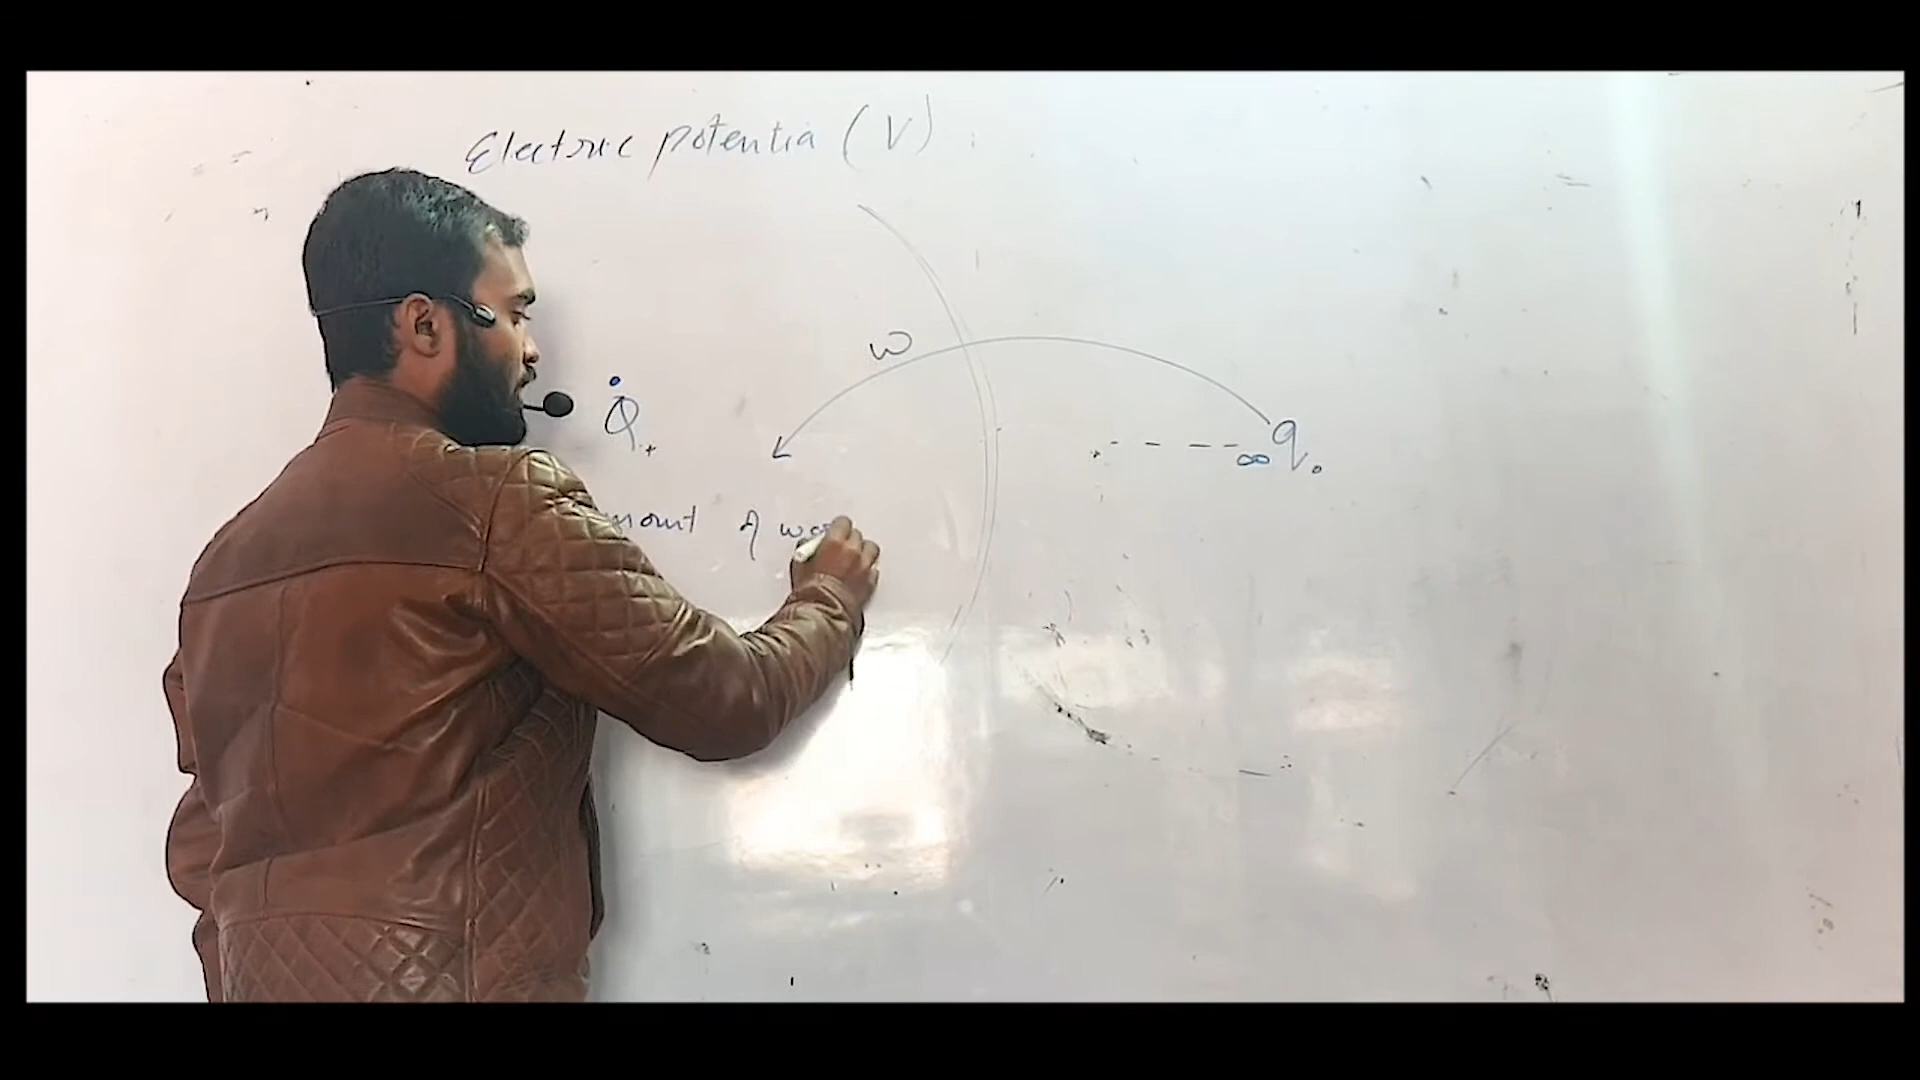 Electric potentia (V) :
W
Q+
∞ q₀
mount of wo